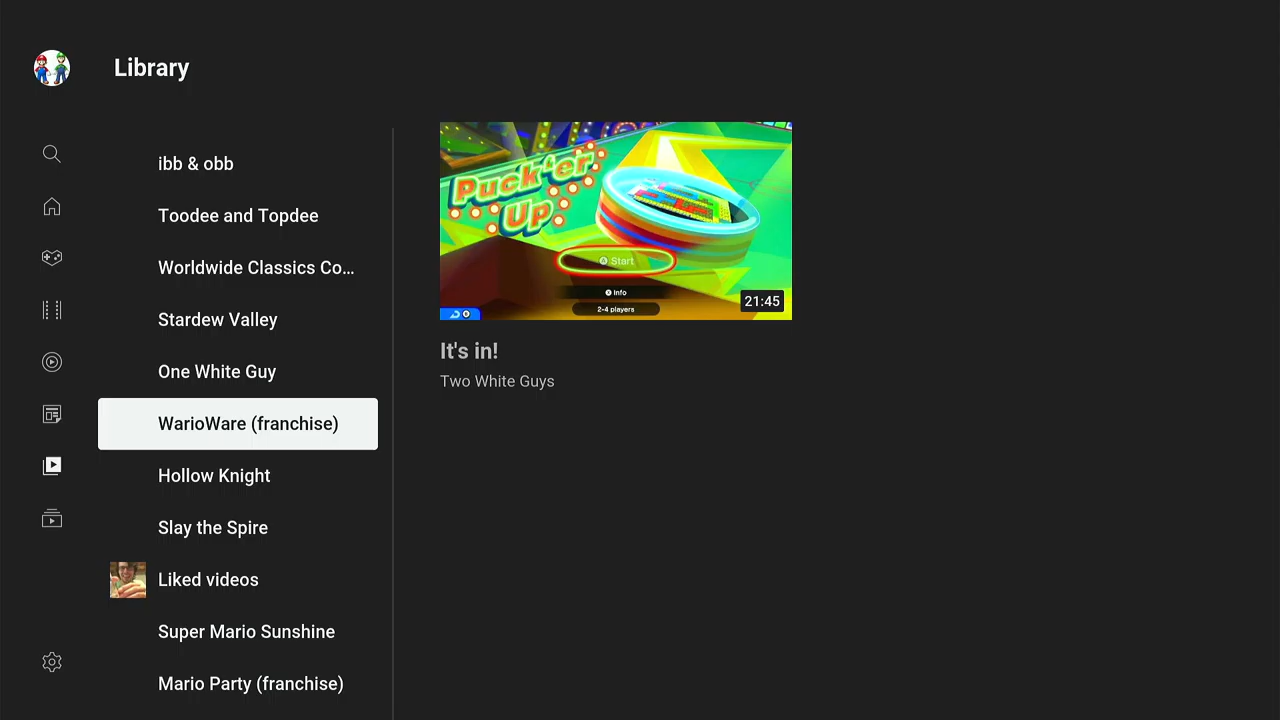 Library
ibb & obb
Toodee and Topdee
Worldwide Classics Co...
Stardew Valley
One White Guy
WarioWare (franchise)
Hollow Knight
Slay the Spire
Liked videos
Super Mario Sunshine
Mario Party (franchise)
Puck'er
Up
A Start
X Info
2-4 players
21:45
It's in!
Two White Guys